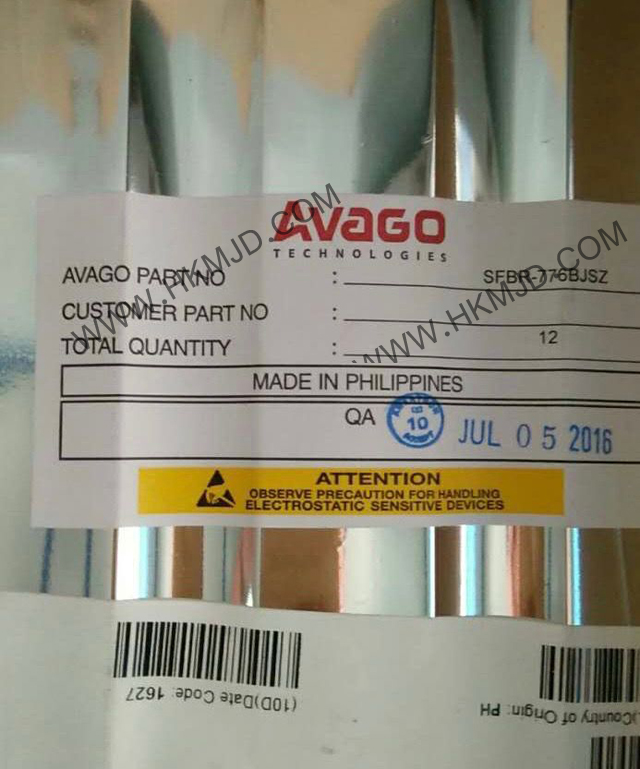 AVAGO
TECHNOLOGIES
AVAGO PART NO : SFBR-776BJSZ
CUSTOMER PART NO :
TOTAL QUANTITY : 12
MADE IN PHILIPPINES
QA 10 JUL 05 2016
ATTENTION
OBSERVE PRECAUTION FOR HANDLING
ELECTROSTATIC SENSITIVE DEVICES
WWW.HKMJD.COM
WWW.HKMJD.COM
(10D)Date Code: 1627
)Country of Origin: PH